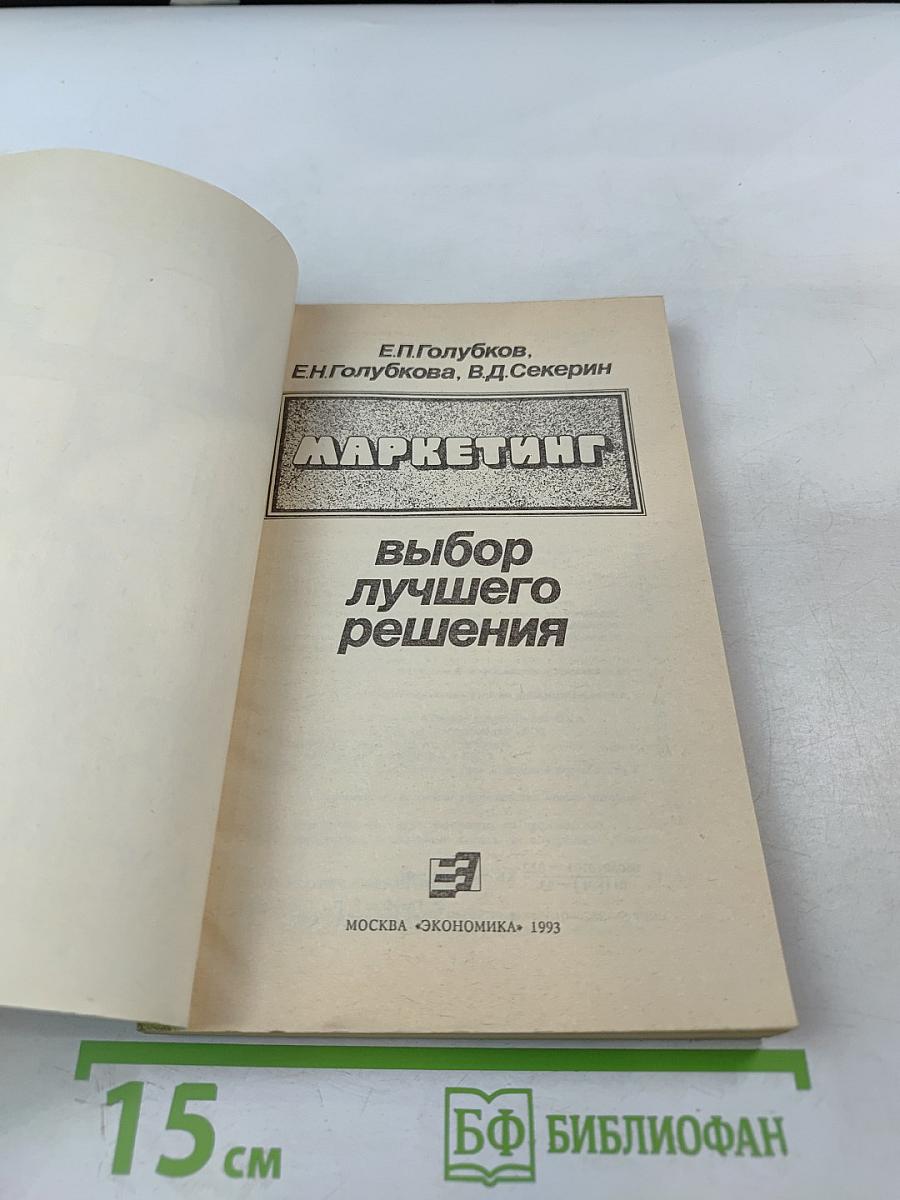 Е.П.Голубков,
Е.Н.Голубкова, В.Д.Секерин
МАРКЕТИНГ
выбор
лучшего
решения
МОСКВА «ЭКОНОМИКА» 1993
15 см
БФ БИБЛИОФАН